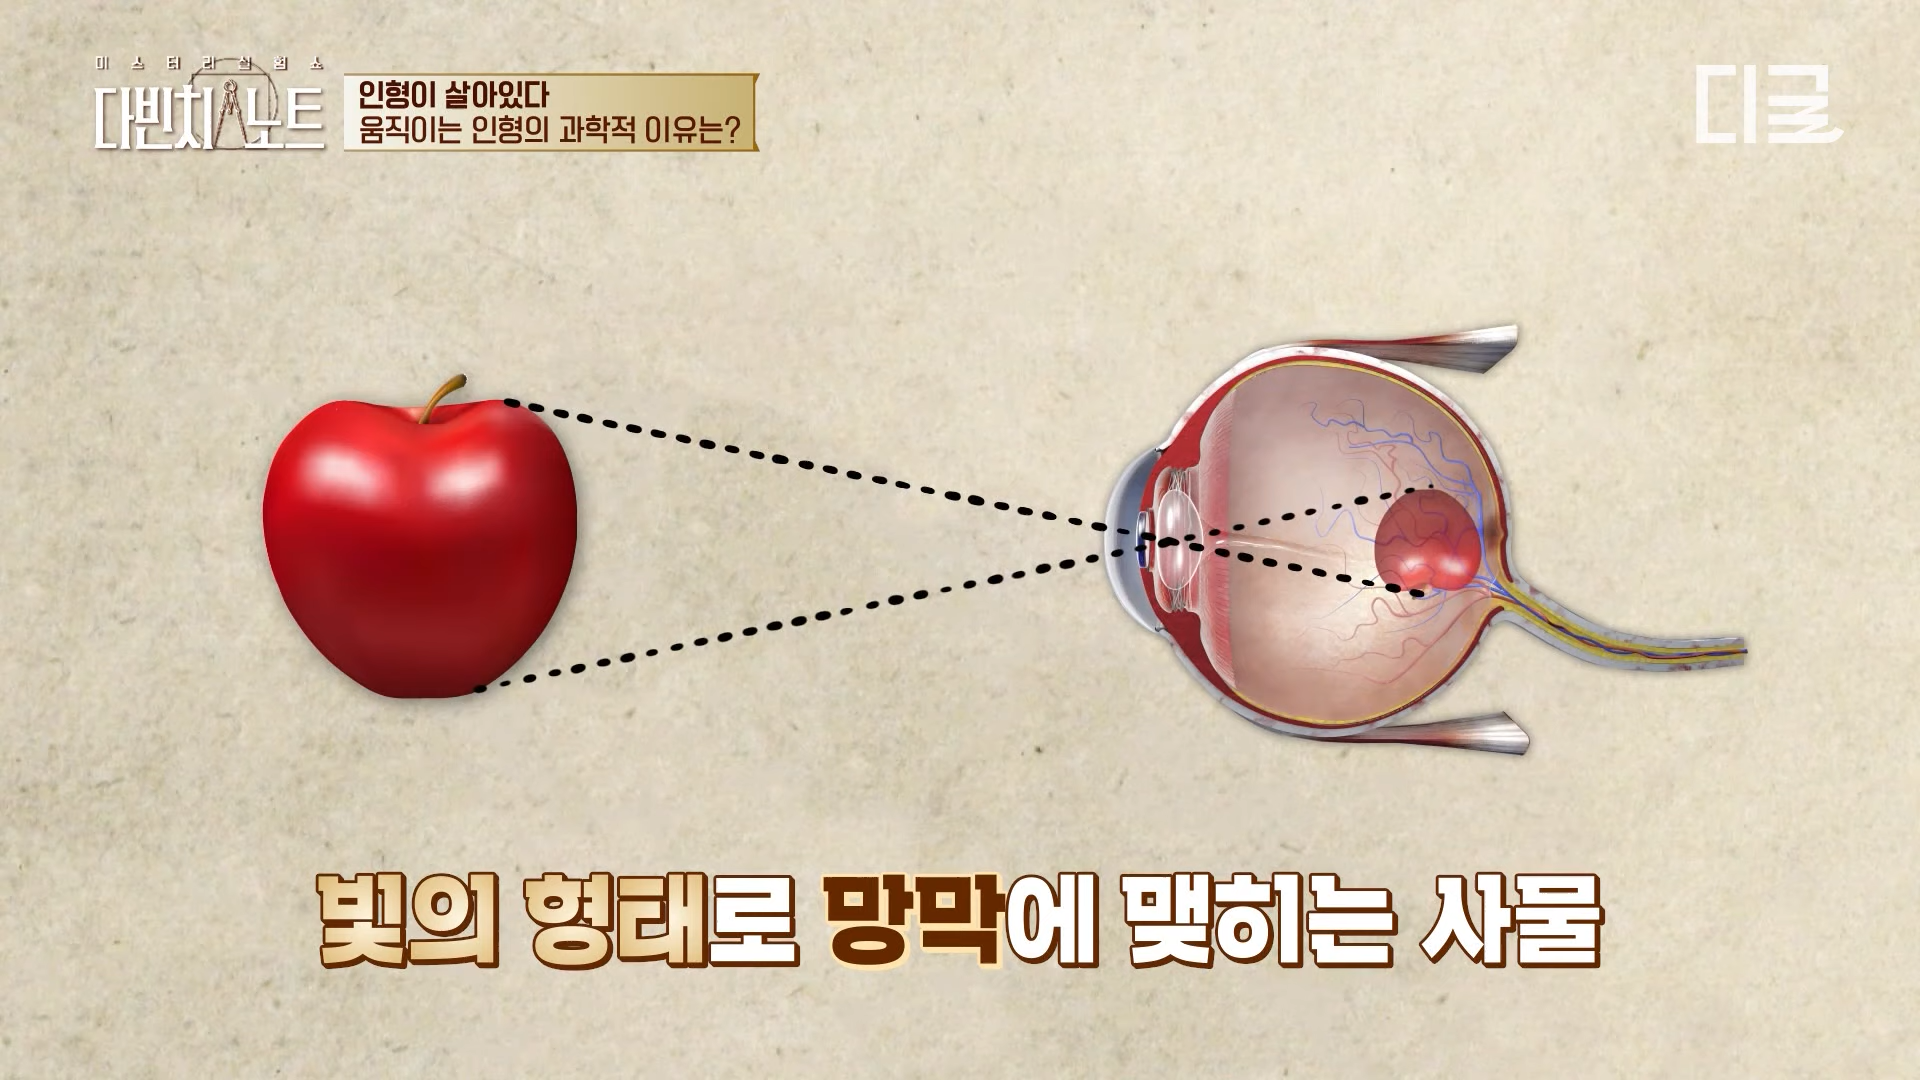 미스터리 실험쇼
다빈치노트
인형이 살아있다
움직이는 인형의 과학적 이유는?
디글
빛의 형태로 망막에 맺히는 사물